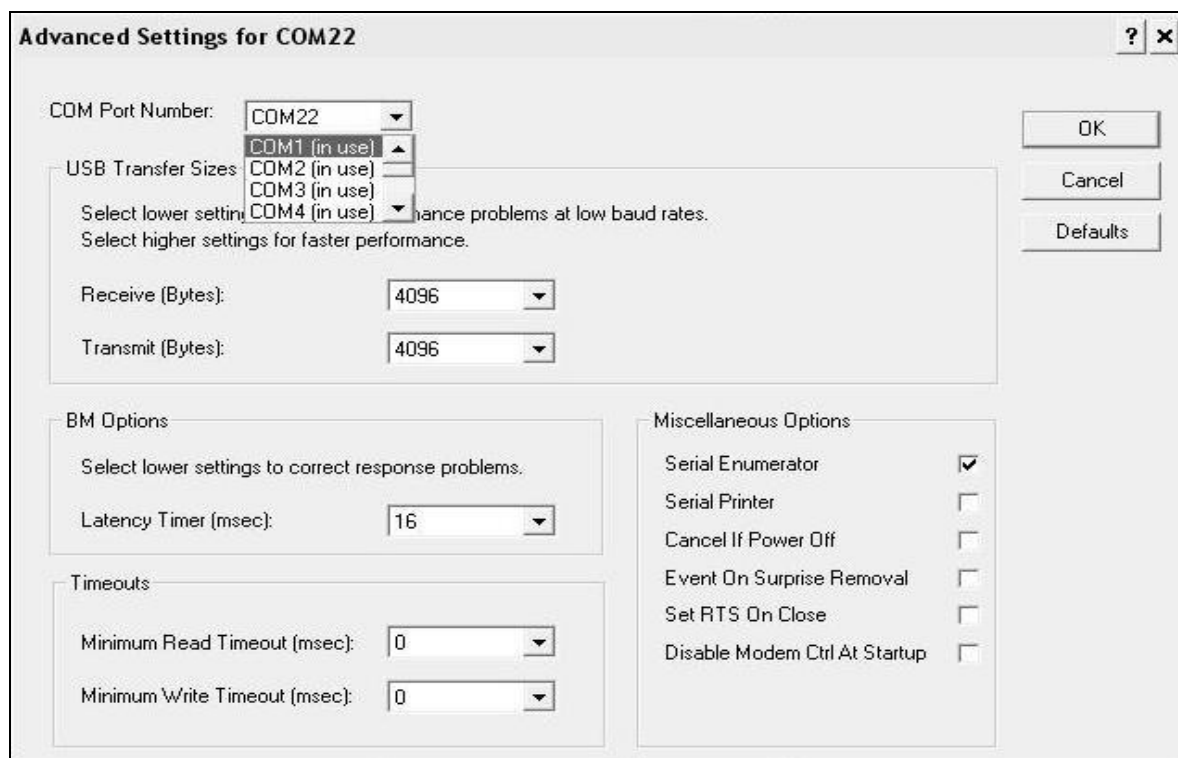 Advanced Settings for COM22
? ×
COM Port Number: COM22
COM1 (in use)
COM2 (in use)
COM3 (in use)
COM4 (in use)
OK
Cancel
Defaults
USB Transfer Sizes
Select lower settin mance problems at low baud rates.
Select higher settings for faster performance.
Receive (Bytes): 4096
Transmit (Bytes): 4096
BM Options
Select lower settings to correct response problems.
Latency Timer (msec): 16
Timeouts
Minimum Read Timeout (msec): 0
Minimum Write Timeout (msec): 0
Miscellaneous Options
Serial Enumerator
Serial Printer
Cancel If Power Off
Event On Surprise Removal
Set RTS On Close
Disable Modem Ctrl At Startup